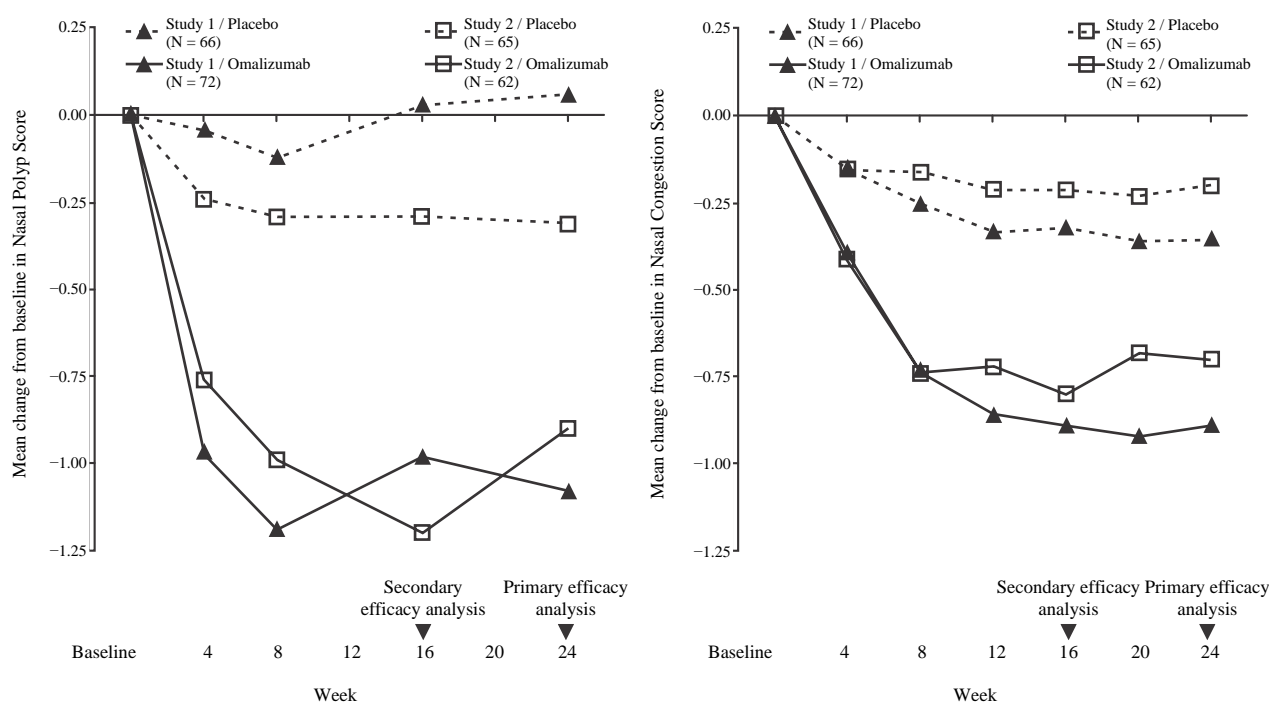 Study 1 / Placebo
(N = 66)
Study 2 / Placebo
(N = 65)
Study 1 / Omalizumab
(N = 72)
Study 2 / Omalizumab
(N = 62)
Mean change from baseline in Nasal Polyp Score
0.25
0.00
−0.25
−0.50
−0.75
−1.00
−1.25
Secondary
efficacy analysis
Primary efficacy
analysis
Baseline 4 8 12 16 20 24
Week
Study 1 / Placebo
(N = 66)
Study 2 / Placebo
(N = 65)
Study 1 / Omalizumab
(N = 72)
Study 2 / Omalizumab
(N = 62)
Mean change from baseline in Nasal Congestion Score
0.25
0.00
−0.25
−0.50
−0.75
−1.00
−1.25
Secondary efficacy
analysis
Primary efficacy
analysis
Baseline 4 8 12 16 20 24
Week